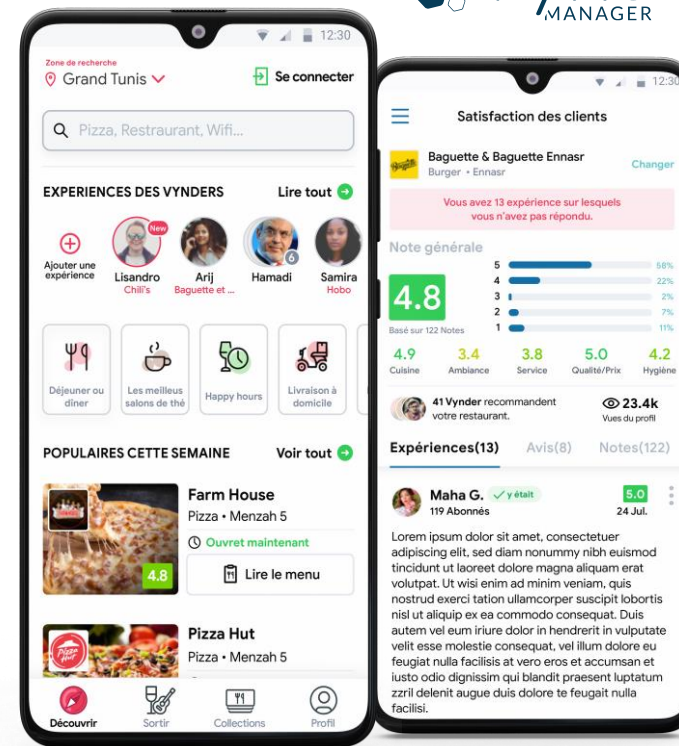 MANAGER
12:30
Zone de recherche
Grand Tunis
Se connecter
Pizza, Restraurant, Wifi...
EXPERIENCES DES VYNDERS
Lire tout
New
6
Ajouter une
expérience
Lisandro
Chili's
Arij
Baguette et ...
Hamadi
Samira
Hobo
Déjeuner ou
dîner
Les meilleus
salons de thé
Happy hours
Livraison à
domicile
POPULAIRES CETTE SEMAINE
Voir tout
4.8
Farm House
Pizza • Menzah 5
Ouvret maintenant
Lire le menu
Pizza Hut
Pizza Hut
Pizza • Menzah 5
Découvrir
Sortir
Collections
Profil
12:30
Satisfaction des clients
Baguette & Baguette Ennasr
Burger • Ennasr
Changer
Vous avez 13 expérience sur lesquels
vous n'avez pas répondu.
Note générale
4.8
Basé sur 122 Notes
5 58%
4 22%
3 2%
2 7%
1 11%
4.9
Cuisine
3.4
Ambiance
3.8
Service
5.0
Qualité/Prix
4.2
Hygiène
41 Vynder recommandent
votre restaurant.
23.4k
Vues du profil
Expériences(13)
Avis(8)
Notes(122)
Maha G.
y était
119 Abonnés
5.0
24 Jul.
Lorem ipsum dolor sit amet, consectetuer
adipiscing elit, sed diam nonummy nibh euismod
tincidunt ut laoreet dolore magna aliquam erat
volutpat. Ut wisi enim ad minim veniam, quis
nostrud exerci tation ullamcorper suscipit lobortis
nisl ut aliquip ex ea commodo consequat. Duis
autem vel eum iriure dolor in hendrerit in vulputate
velit esse molestie consequat, vel illum dolore eu
feugiat nulla facilisis at vero eros et accumsan et
iusto odio dignissim qui blandit praesent luptatum
zzril delenit augue duis dolore te feugait nulla
facilisi.